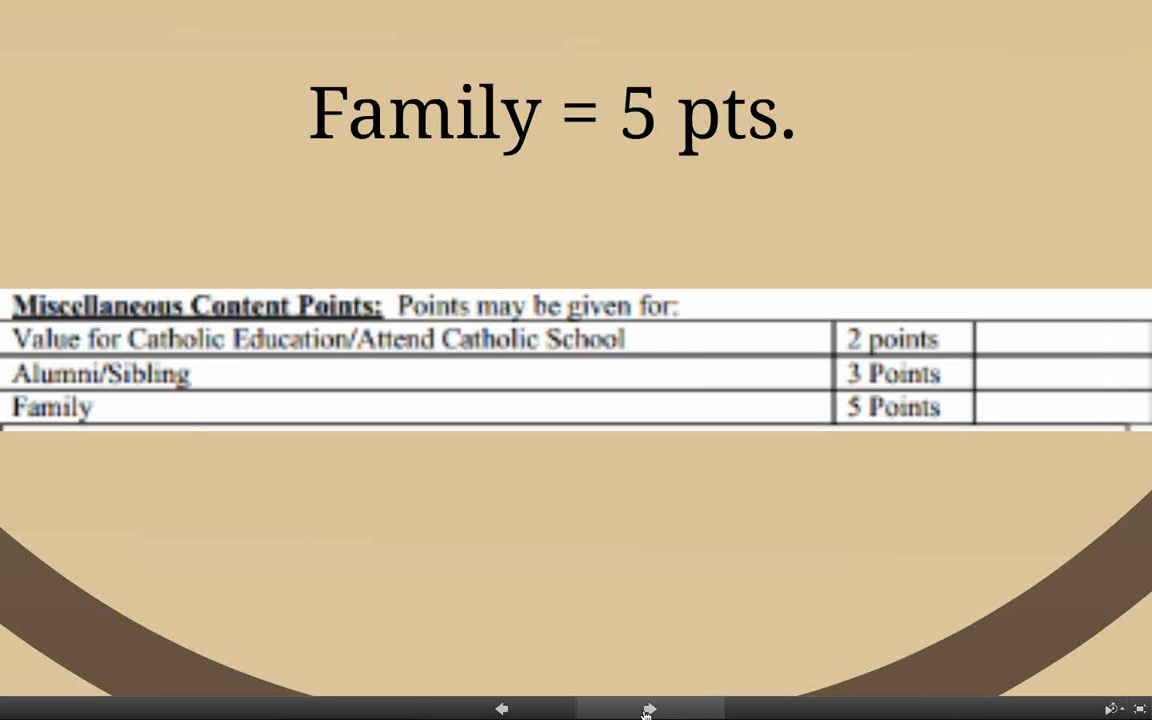 Family = 5 pts.
Miscellaneous Content Points: Points may be given for:
Value for Catholic Education/Attend Catholic School 2 points
Alumni/Sibling 3 Points
Family 5 Points